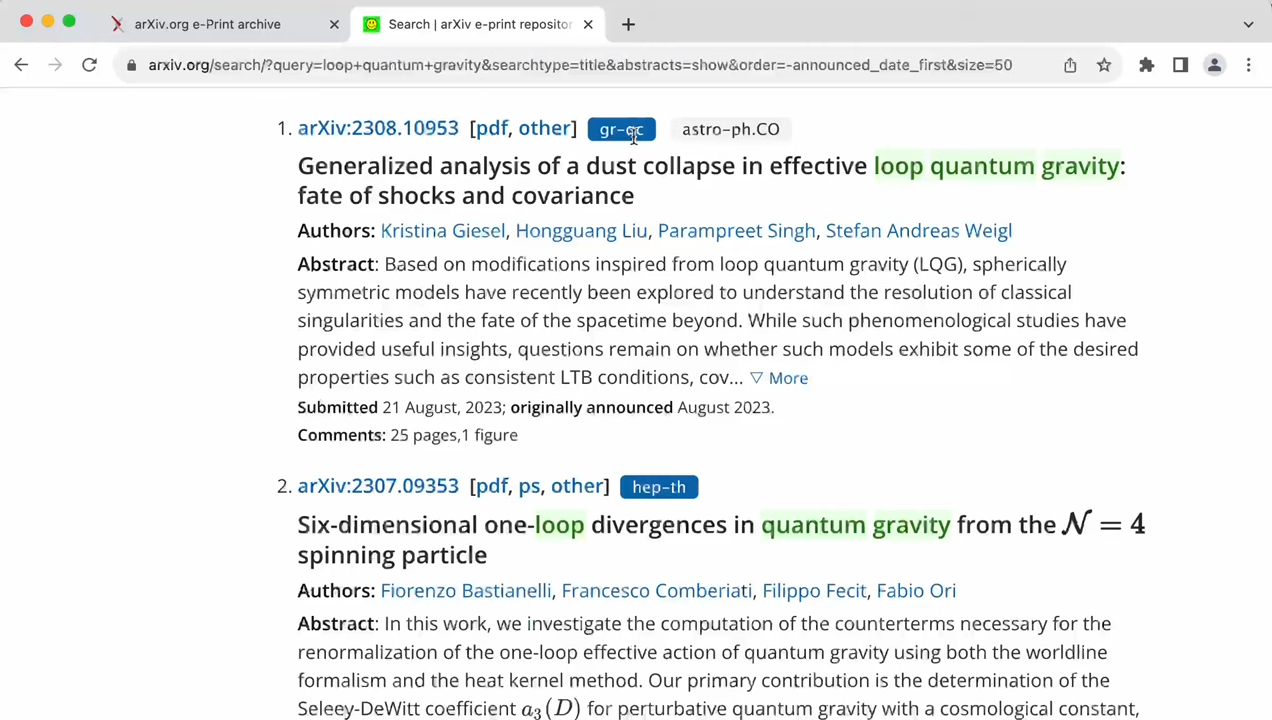 arXiv.org e-Print archive
Search | arXiv e-print repositor
arxiv.org/search/?query=loop+quantum+gravity&searchtype=title&abstracts=show&order=-announced_date_first&size=50
1. arXiv:2308.10953 [pdf, other] gr-qc astro-ph.CO
Generalized analysis of a dust collapse in effective loop quantum gravity:
fate of shocks and covariance
Authors: Kristina Giesel, Hongguang Liu, Parampreet Singh, Stefan Andreas Weigl
Abstract: Based on modifications inspired from loop quantum gravity (LQG), spherically
symmetric models have recently been explored to understand the resolution of classical
singularities and the fate of the spacetime beyond. While such phenomenological studies have
provided useful insights, questions remain on whether such models exhibit some of the desired
properties such as consistent LTB conditions, cov... ▽ More
Submitted 21 August, 2023; originally announced August 2023.
Comments: 25 pages,1 figure
2. arXiv:2307.09353 [pdf, ps, other] hep-th
Six-dimensional one-loop divergences in quantum gravity from the 𝒩 = 4
spinning particle
Authors: Fiorenzo Bastianelli, Francesco Comberiati, Filippo Fecit, Fabio Ori
Abstract: In this work, we investigate the computation of the counterterms necessary for the
renormalization of the one-loop effective action of quantum gravity using both the worldline
formalism and the heat kernel method. Our primary contribution is the determination of the
Seleey-DeWitt coefficient a₃(D) for perturbative quantum gravity with a cosmological constant,